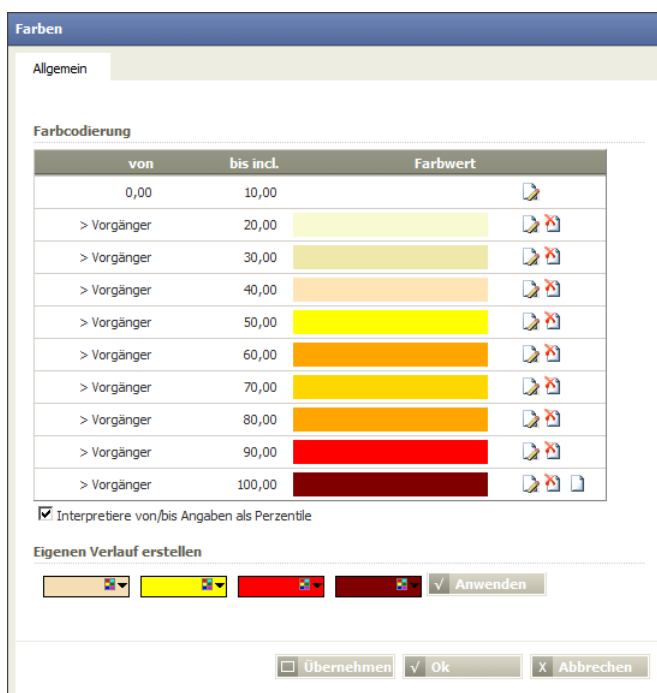 Farben
Allgemein
Farbcodierung
von bis incl. Farbwert
0,00 10,00
> Vorgänger 20,00
> Vorgänger 30,00
> Vorgänger 40,00
> Vorgänger 50,00
> Vorgänger 60,00
> Vorgänger 70,00
> Vorgänger 80,00
> Vorgänger 90,00
> Vorgänger 100,00
Interpretiere von/bis Angaben als Perzentile
Eigenen Verlauf erstellen
√ Anwenden
Übernehmen √ Ok X Abbrechen